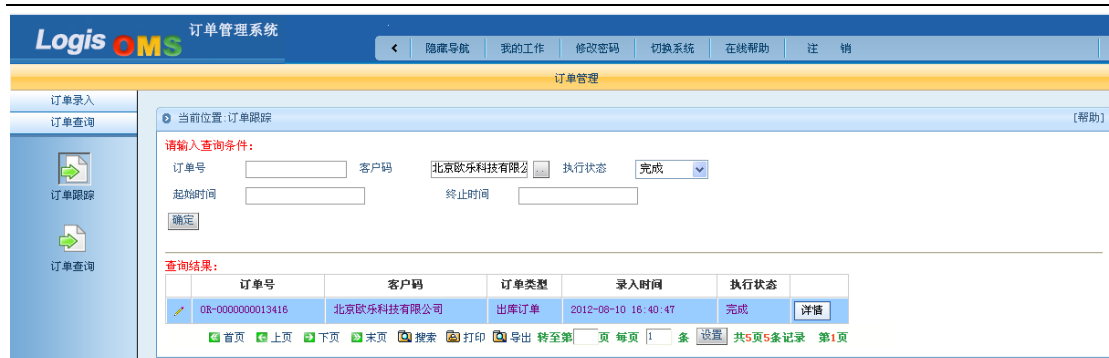 Logis OMS 订单管理系统
隐藏导航 我的工作 修改密码 切换系统 在线帮助 注 销
订单管理
订单录入
订单查询
当前位置:订单跟踪 [帮助]
请输入查询条件:
订单号 客户码 北京欧乐科技有限公 ... 执行状态 完成
订单跟踪
起始时间 终止时间
确定
订单查询
查询结果:
订单号 客户码 订单类型 录入时间 执行状态
OR-0000000013416 北京欧乐科技有限公司 出库订单 2012-08-10 16:40:47 完成 详情
首页 上页 下页 末页 搜索 打印 导出 转至第 页 每页 1 条 设置 共5页5条记录 第1页